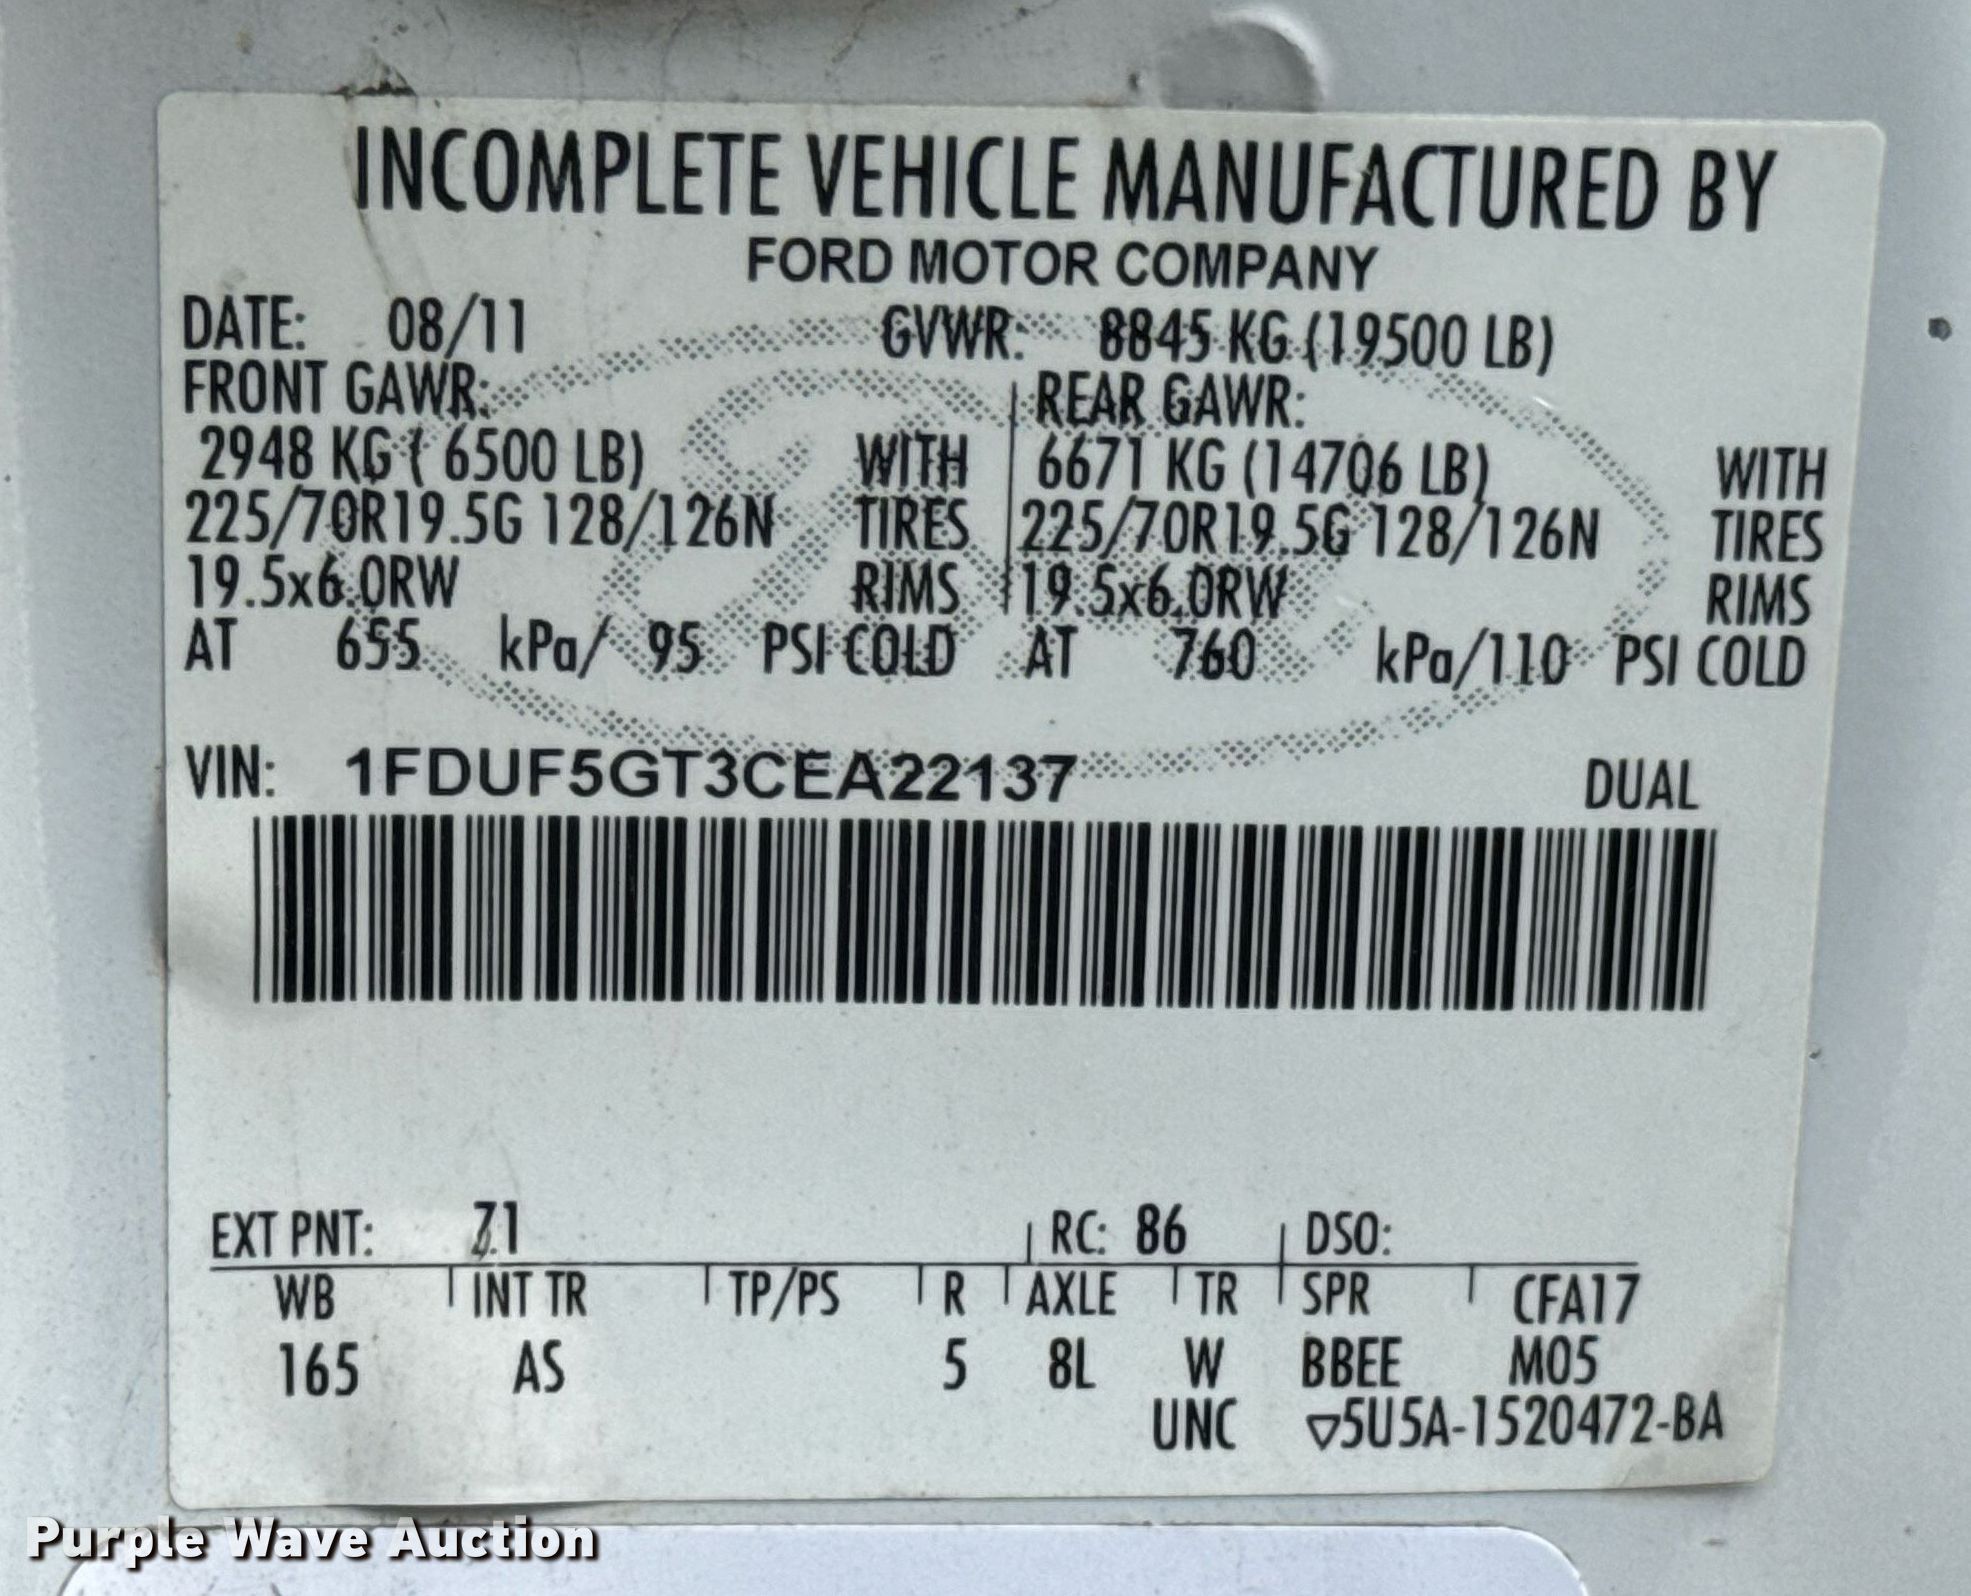 INCOMPLETE VEHICLE MANUFACTURED BY
FORD MOTOR COMPANY
DATE: 08/11 GVWR: 8845 KG (19500 LB)
FRONT GAWR: REAR GAWR:
2948 KG ( 6500 LB) WITH 6671 KG (14706 LB) WITH
225/70R19.5G 128/126N TIRES 225/70R19.5G 128/126N TIRES
19.5x6.0RW RIMS 19.5x6.0RW RIMS
AT 655 kPa/ 95 PSI COLD AT 760 kPa/110 PSI COLD
VIN: 1FDUF5GT3CEA22137 DUAL
EXT PNT: Z1 RC: 86 DSO:
WB INT TR TP/PS R AXLE TR SPR CFA17
165 AS 5 8L W BBEE M05
UNC ▽5U5A-1520472-BA
Purple Wave Auction